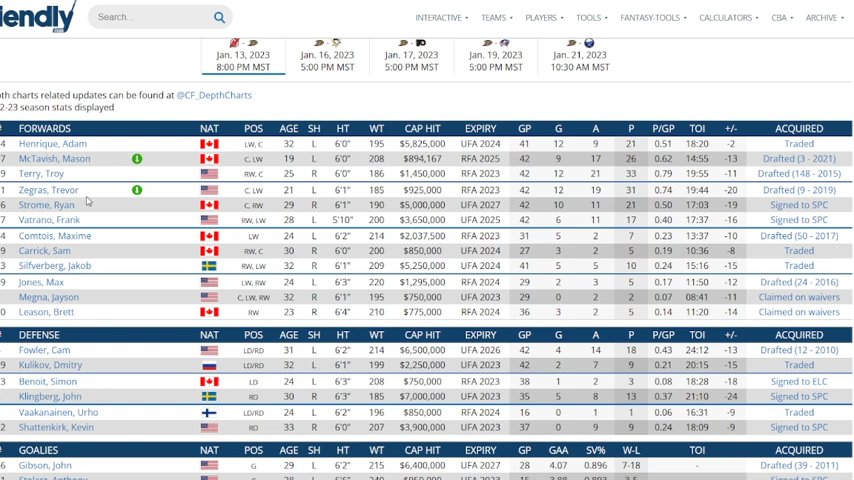 iendly
Search...
INTERACTIVE TEAMS PLAYERS TOOLS FANTASY-TOOLS CALCULATORS CBA ARCHIVE
- - - - -
Jan. 13, 2023 Jan. 16, 2023 Jan. 17, 2023 Jan. 19, 2023 Jan. 21, 2023
8:00 PM MST 5:00 PM MST 5:00 PM MST 5:00 PM MST 10:30 AM MST
th charts related updates can be found at @CF_DepthCharts
2-23 season stats displayed
FORWARDS NAT POS AGE SH HT WT CAP HIT EXPIRY GP G A P P/GP TOI +/- ACQUIRED
4 Henrique, Adam LW, C 32 L 6'0" 195 $5,825,000 UFA 2024 41 12 9 21 0.51 18:20 -2 Traded
7 McTavish, Mason C, LW 19 L 6'0" 208 $894,167 RFA 2024 42 9 17 26 0.62 14:55 -13 Drafted (3 - 2021)
9 Terry, Troy RW, C 25 R 6'0" 186 $1,450,000 RFA 2023 42 12 21 33 0.79 19:55 -11 Drafted (148 - 2015)
1 Zegras, Trevor C, LW 21 L 6'1" 185 $925,000 RFA 2023 42 12 19 31 0.74 19:44 -20 Drafted (9 - 2019)
6 Strome, Ryan C, RW 29 R 6'1" 190 $5,000,000 UFA 2027 42 10 11 21 0.50 17:03 -19 Signed to SPC
7 Vatrano, Frank RW, LW 28 L 5'10" 200 $3,650,000 UFA 2025 42 6 11 17 0.40 17:37 -16 Signed to SPC
4 Comtois, Maxime LW 24 L 6'2" 214 $2,037,500 RFA 2023 31 5 2 7 0.23 13:37 -10 Drafted (50 - 2017)
9 Carrick, Sam RW, C 30 R 6'0" 200 $850,000 UFA 2024 27 3 2 5 0.19 10:36 -8 Traded
3 Silfverberg, Jakob RW, LW 32 R 6'1" 209 $5,250,000 UFA 2024 41 5 5 10 0.24 15:16 -15 Traded
9 Jones, Max LW, RW 24 L 6'3" 220 $1,295,000 RFA 2024 29 2 3 5 0.17 11:50 -12 Drafted (24 - 2016)
Megna, Jayson C, LW, RW 32 R 6'1" 195 $750,000 UFA 2023 29 0 2 2 0.07 08:41 -11 Claimed on waivers
0 Leason, Brett RW 23 R 6'4" 210 $775,000 RFA 2024 36 3 2 5 0.14 11:20 -14 Claimed on waivers
DEFENSE NAT POS AGE SH HT WT CAP HIT EXPIRY GP G A P P/GP TOI +/- ACQUIRED
Fowler, Cam LD/RD 31 L 6'2" 214 $6,500,000 UFA 2026 42 4 14 18 0.43 24:12 -13 Drafted (12 - 2010)
9 Kulikov, Dmitry LD/RD 32 L 6'1" 199 $2,250,000 UFA 2023 42 2 7 9 0.21 20:15 -15 Traded
3 Benoit, Simon LD 24 L 6'3" 208 $750,000 RFA 2023 38 1 2 3 0.08 18:28 -18 Signed to ELC
Klingberg, John RD 30 R 6'3" 185 $7,000,000 UFA 2023 35 5 8 13 0.37 21:10 -24 Signed to SPC
Vaakanainen, Urho LD/RD 24 L 6'2" 196 $850,000 RFA 2024 16 0 1 1 0.06 16:31 -9 Traded
2 Shattenkirk, Kevin RD 33 R 6'0" 207 $3,900,000 UFA 2023 37 0 9 9 0.24 18:09 -9 Signed to SPC
GOALIES NAT POS AGE SH HT WT CAP HIT EXPIRY GP GAA SV% W-L TOI ACQUIRED
6 Gibson, John G 29 L 6'2" 215 $6,400,000 UFA 2027 28 4.07 0.896 7-18 - Drafted (39 - 2011)